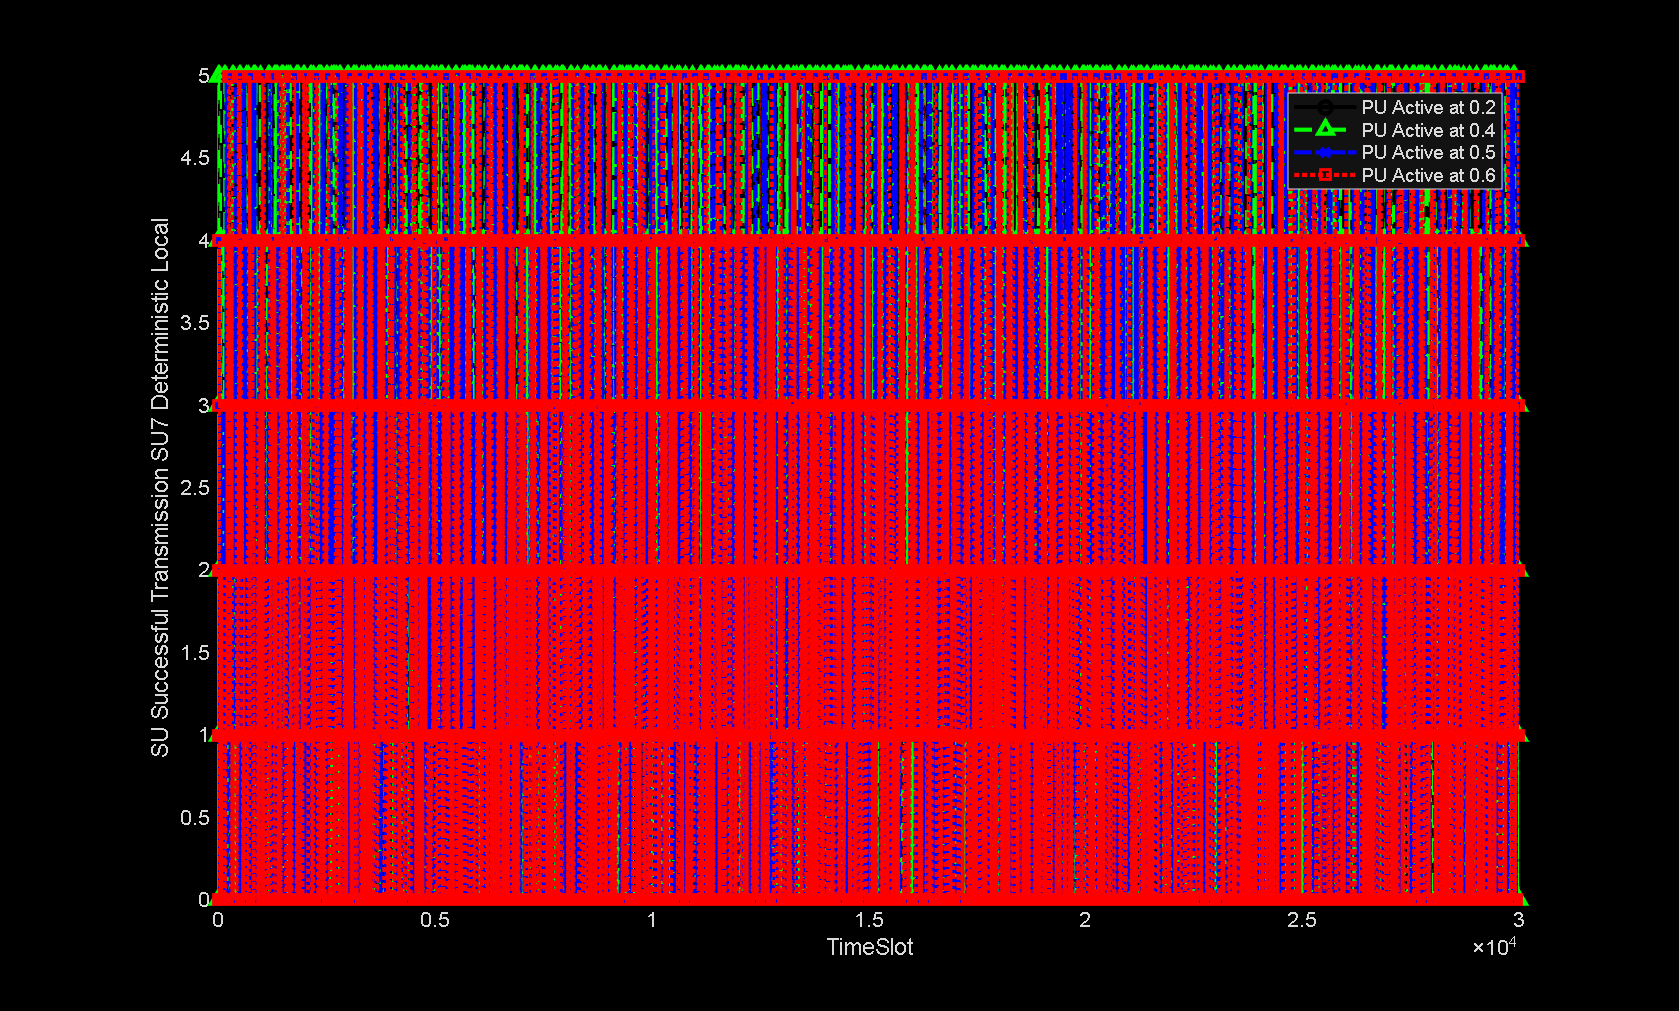 5
4.5
4
3.5
3
2.5
2
1.5
1
0.5
0
SU Successful Transmission SU7 Deterministic Local
PU Active at 0.2
PU Active at 0.4
PU Active at 0.5
PU Active at 0.6
0 0.5 1 1.5 2 2.5 3
TimeSlot
×10⁴